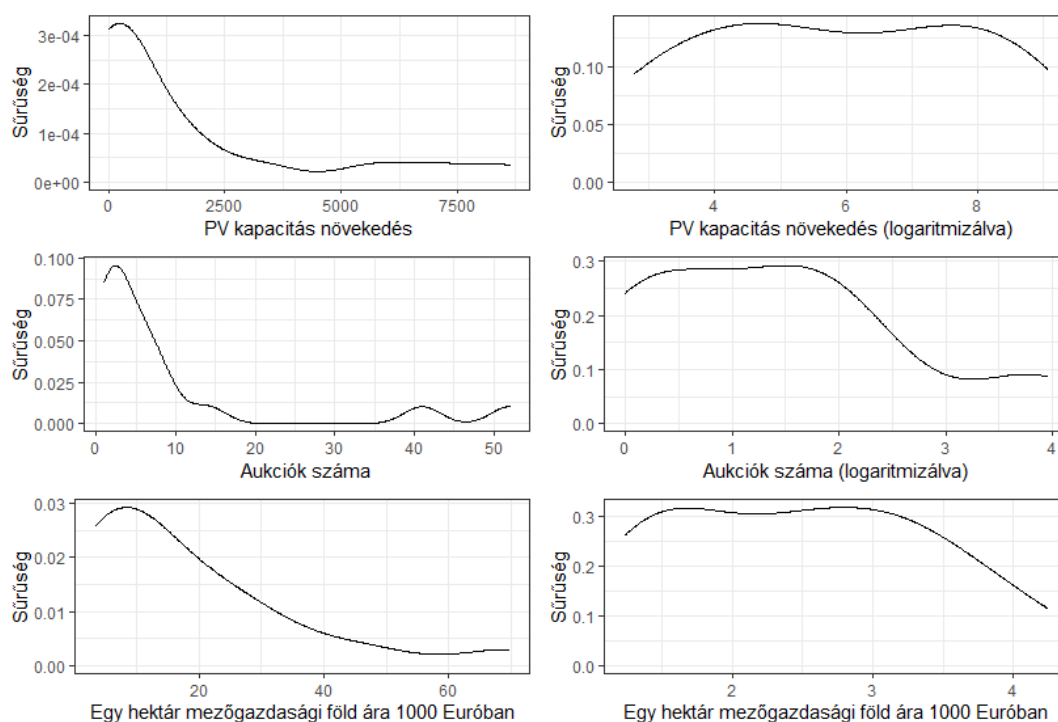 Sűrűség
3e-04
2e-04
1e-04
0e+00
0 2500 5000 7500
PV kapacitás növekedés
Sűrűség
0.10
0.05
0.00
4 6 8
PV kapacitás növekedés (logaritmizálva)
Sűrűség
0.100
0.075
0.050
0.025
0.000
0 10 20 30 40 50
Aukciók száma
Sűrűség
0.3
0.2
0.1
0.0
0 1 2 3 4
Aukciók száma (logaritmizálva)
Sűrűség
0.03
0.02
0.01
0.00
20 40 60
Egy hektár mezőgazdasági föld ára 1000 Euróban
Sűrűség
0.3
0.2
0.1
0.0
2 3 4
Egy hektár mezőgazdasági föld ára 1000 Euróban